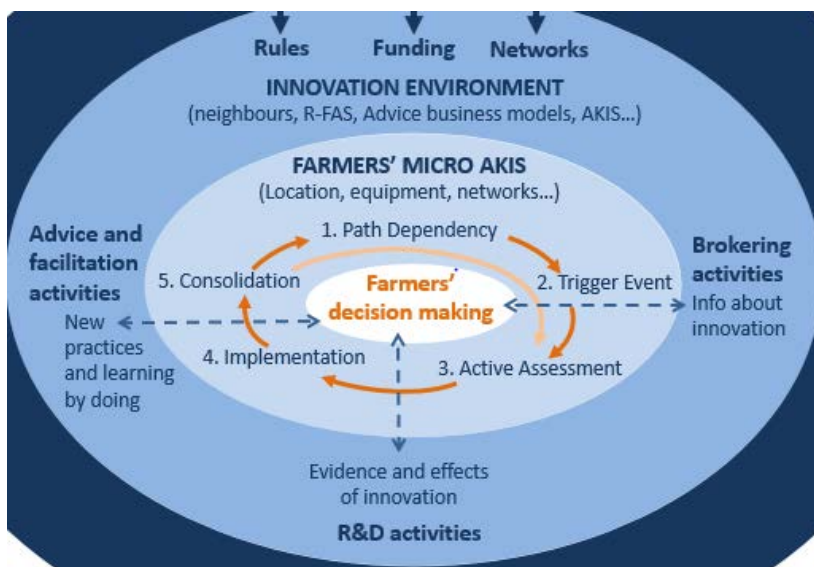 Rules
Funding
Networks
INNOVATION ENVIRONMENT
(neighbours, R-FAS, Advice business models, AKIS...)
FARMERS' MICRO AKIS
(Location, equipment, networks...)
1. Path Dependency
Advice and
facilitation
activities
5. Consolidation
Farmers'
decision making
2. Trigger Event
Brokering
activities
Info about
innovation
New
practices
and learning
by doing
4. Implementation
3. Active Assessment
Evidence and effects
of innovation
R&D activities